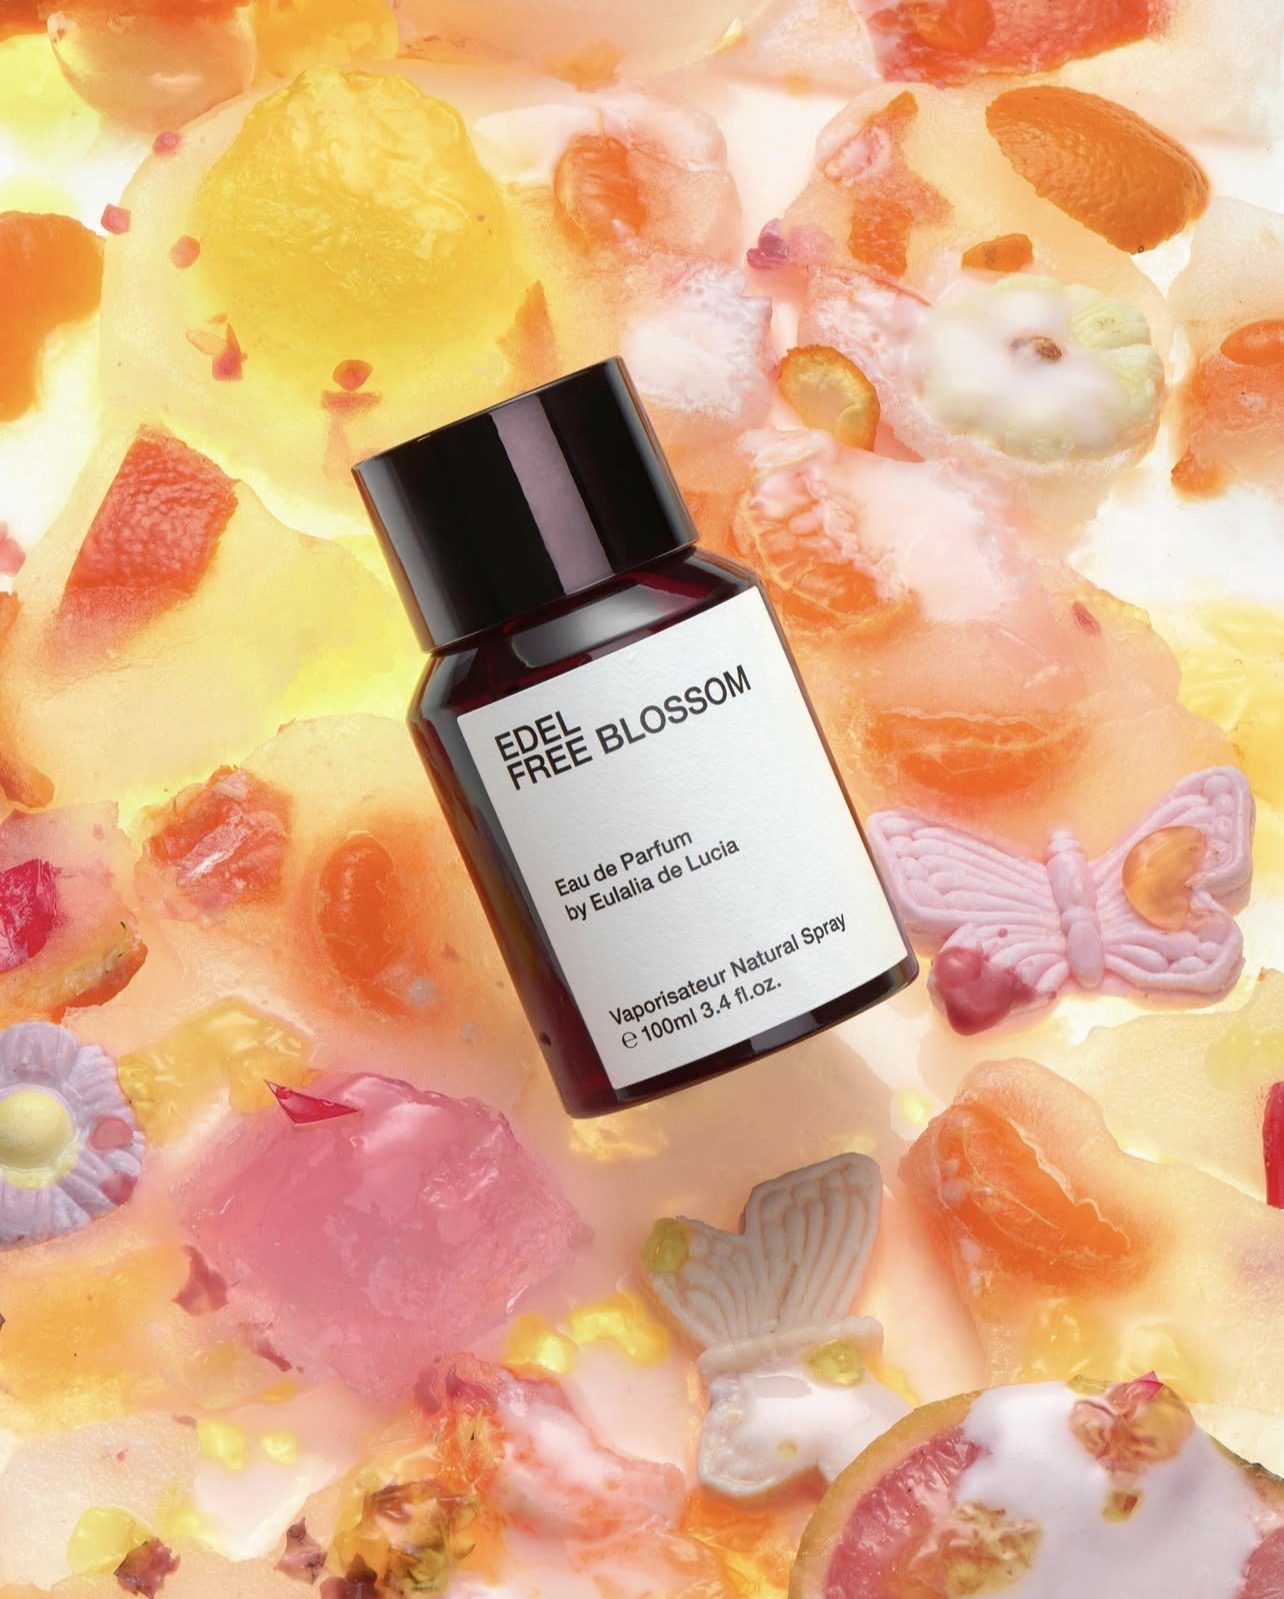 EDEL
FREE BLOSSOM
Eau de Parfum
by Eulalia de Lucia
Vaporisateur Natural Spray
℮ 100ml 3.4 fl.oz.